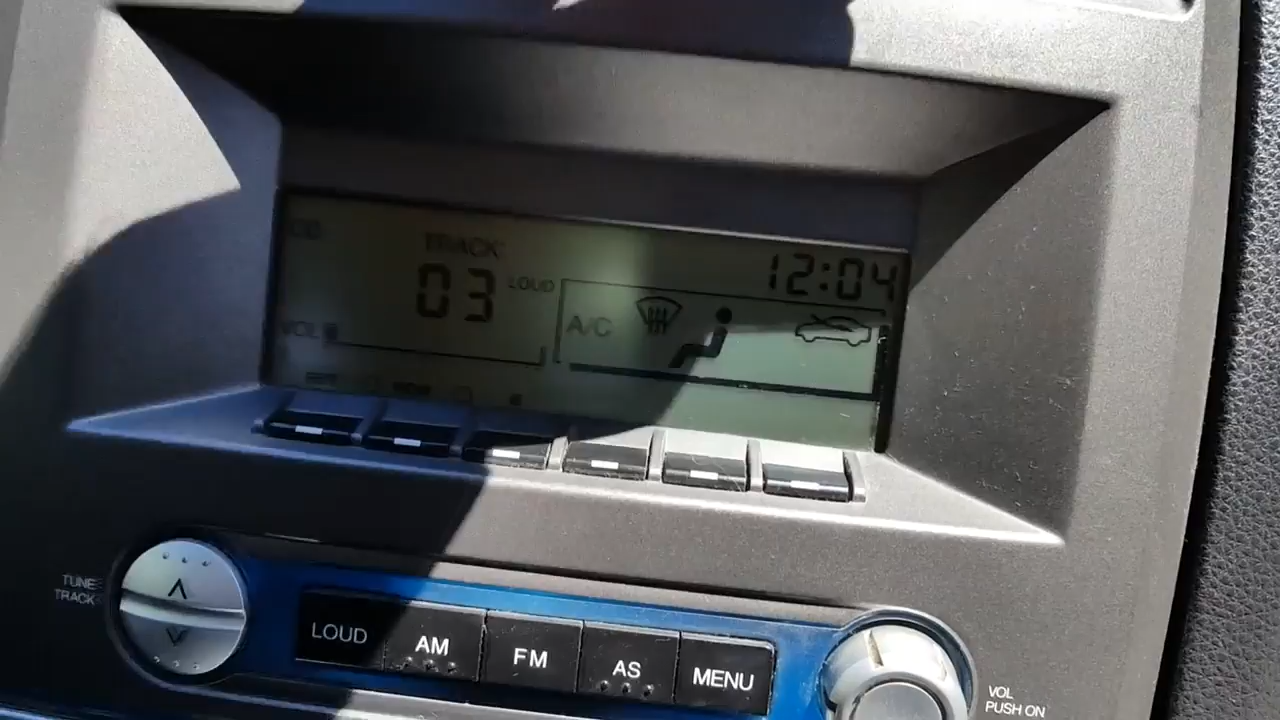 CD
TRACK
12:04
03
LOUD
A/C
VOL
TUNE
TRACK
LOUD
AM
FM
AS
MENU
VOL
PUSH ON